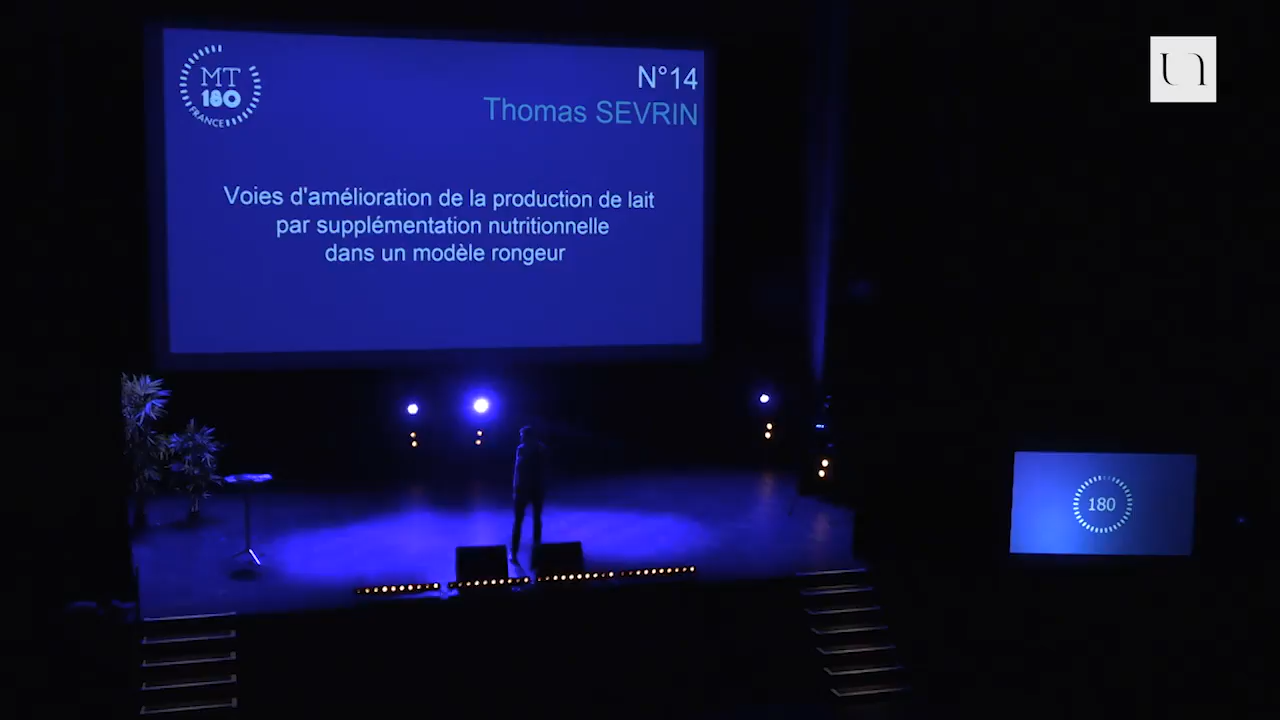 MT
180
FRANCE
N°14
Thomas SEVRIN
Voies d'amélioration de la production de lait
par supplémentation nutritionnelle
dans un modèle rongeur
180